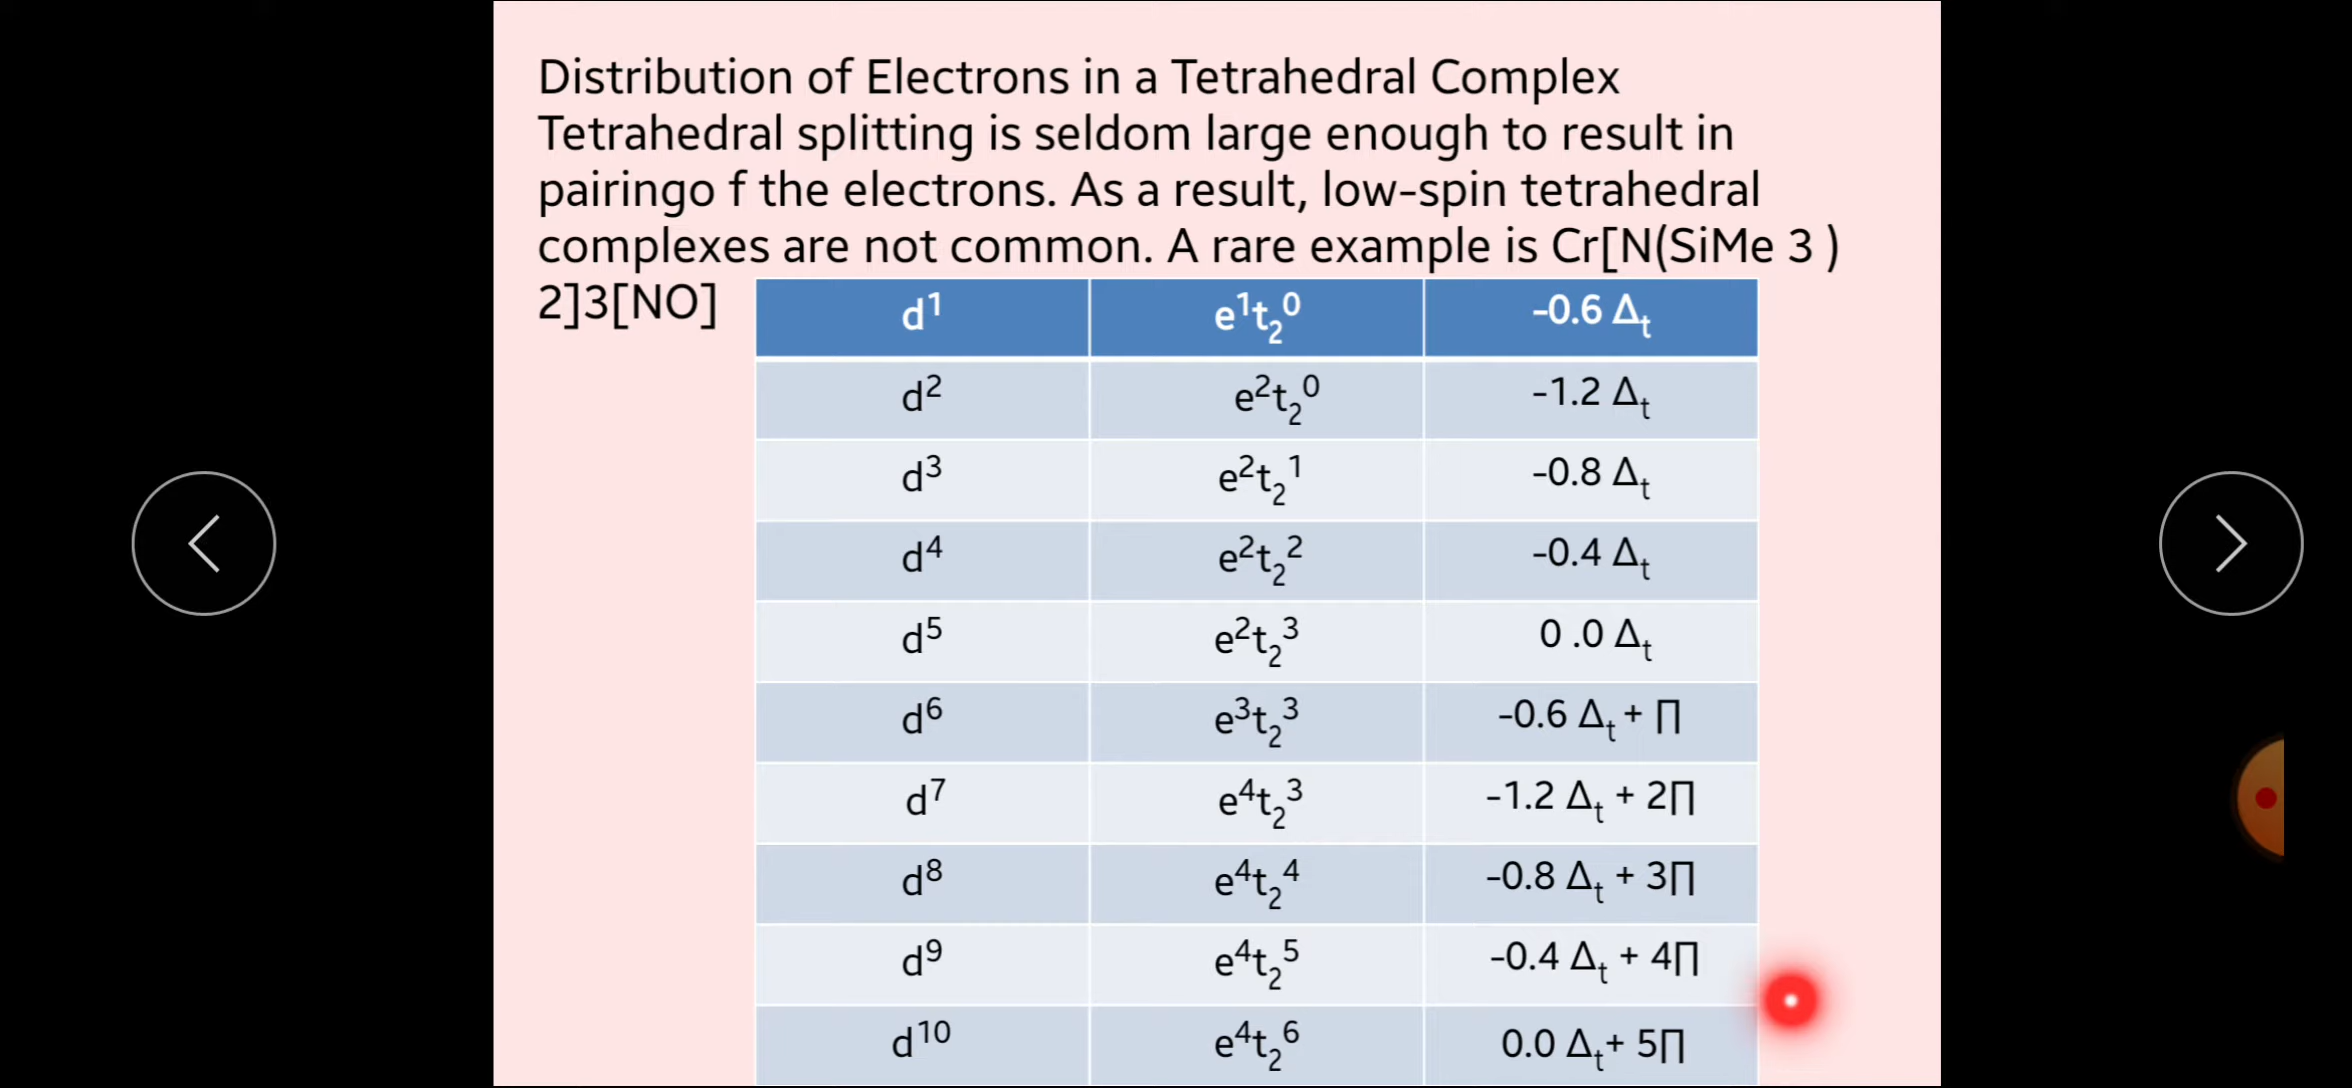 Distribution of Electrons in a Tetrahedral Complex
Tetrahedral splitting is seldom large enough to result in
pairingo f the electrons. As a result, low-spin tetrahedral
complexes are not common. A rare example is Cr[N(SiMe 3 )
2]3[NO]
d¹ e¹t₂⁰ -0.6 Δₜ
d² e²t₂⁰ -1.2 Δₜ
d³ e²t₂¹ -0.8 Δₜ
d⁴ e²t₂² -0.4 Δₜ
d⁵ e²t₂³ 0 .0 Δₜ
d⁶ e³t₂³ -0.6 Δₜ + ∏
d⁷ e⁴t₂³ -1.2 Δₜ + 2∏
d⁸ e⁴t₂⁴ -0.8 Δₜ + 3∏
d⁹ e⁴t₂⁵ -0.4 Δₜ + 4∏
d¹⁰ e⁴t₂⁶ 0.0 Δₜ+ 5∏